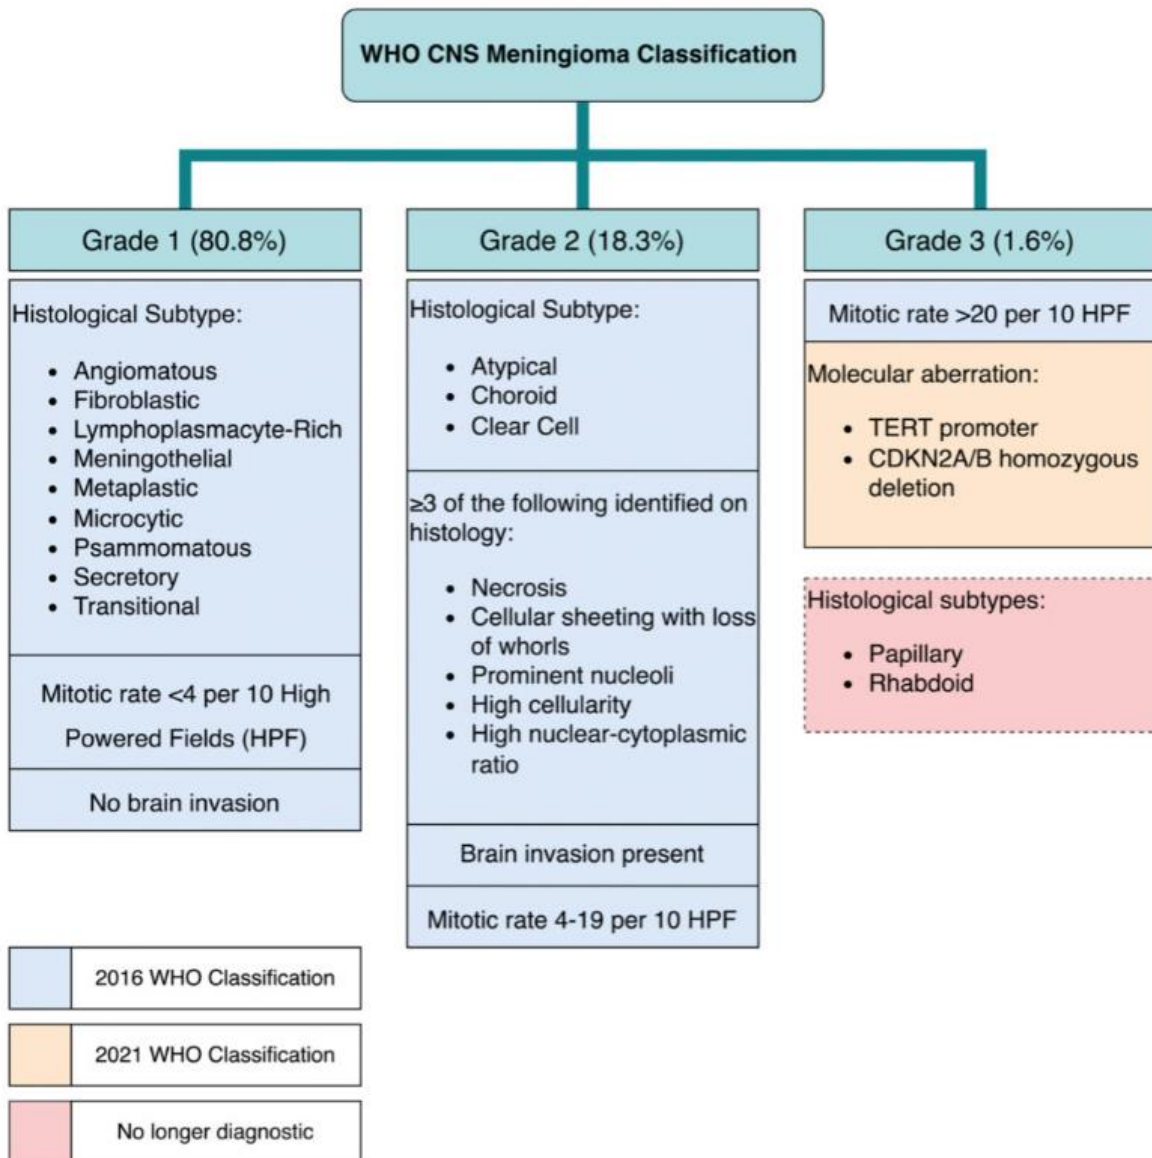 WHO CNS Meningioma Classification
Grade 1 (80.8%)
Histological Subtype:
• Angiomatous
• Fibroblastic
• Lymphoplasmacyte-Rich
• Meningothelial
• Metaplastic
• Microcytic
• Psammomatous
• Secretory
• Transitional
Mitotic rate <4 per 10 High
Powered Fields (HPF)
No brain invasion
Grade 2 (18.3%)
Histological Subtype:
• Atypical
• Choroid
• Clear Cell
≥3 of the following identified on
histology:
• Necrosis
• Cellular sheeting with loss
of whorls
• Prominent nucleoli
• High cellularity
• High nuclear-cytoplasmic
ratio
Brain invasion present
Mitotic rate 4-19 per 10 HPF
Grade 3 (1.6%)
Mitotic rate >20 per 10 HPF
Molecular aberration:
• TERT promoter
• CDKN2A/B homozygous
deletion
Histological subtypes:
• Papillary
• Rhabdoid
2016 WHO Classification
2021 WHO Classification
No longer diagnostic